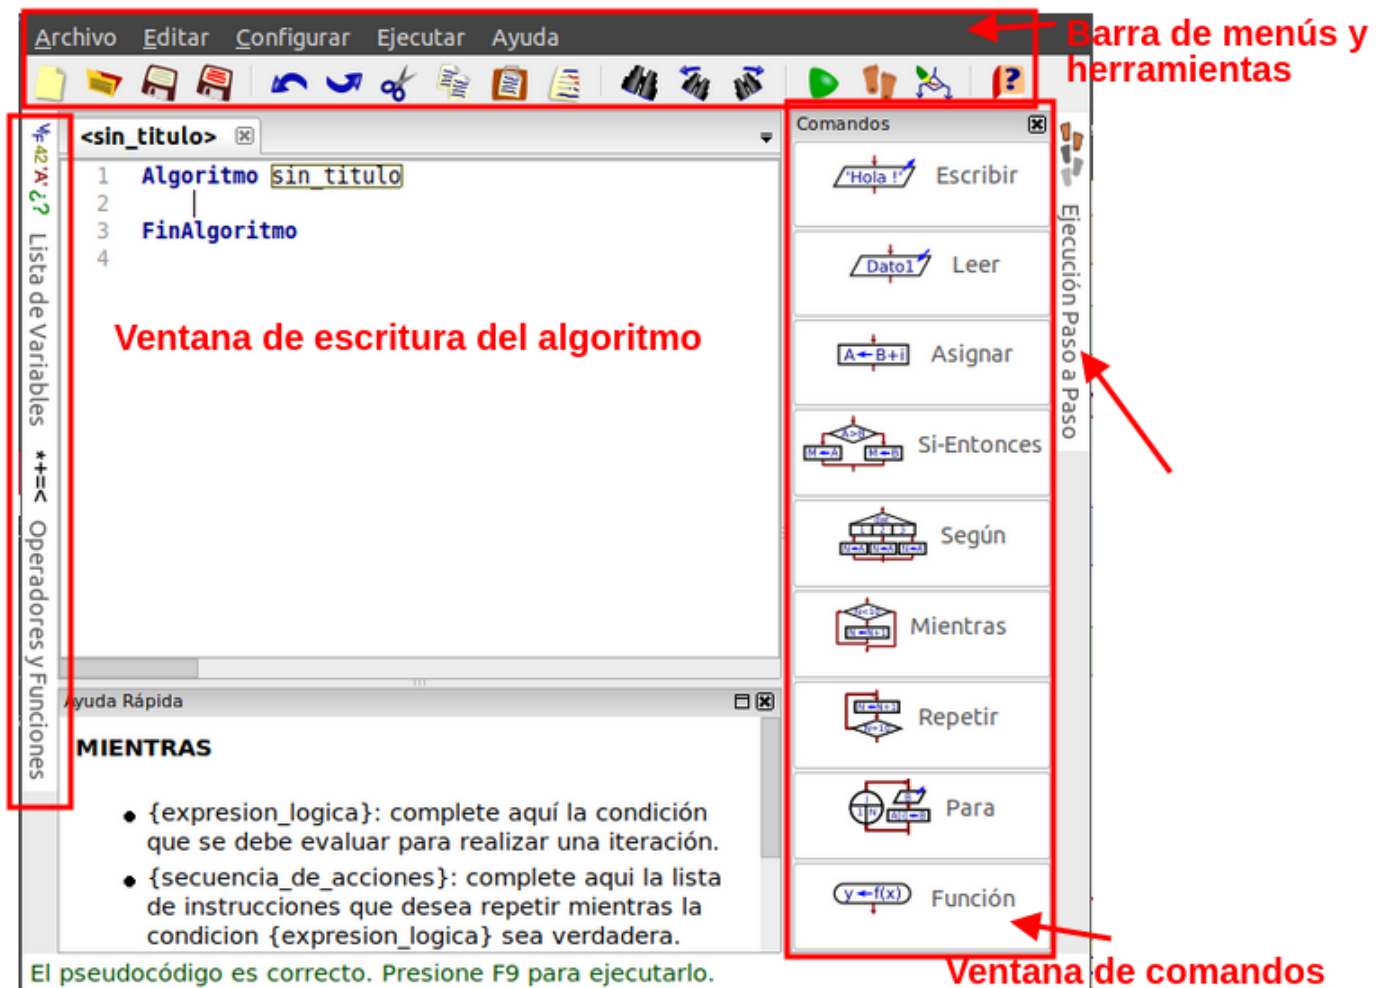 Archivo Editar Configurar Ejecutar Ayuda
Barra de menús y
herramientas
42 'A' ¿? Lista de Variables *+=< Operadores y Funciones
<sin_titulo>
1 Algoritmo sin_titulo
2
3 FinAlgoritmo
4
Ventana de escritura del algoritmo
Comandos
'Hola !' Escribir
Dato1 Leer
A←B+i Asignar
A>B M←A M←B Si-Entonces
1 2 3 Según
Mientras
Repetir
Para
y←f(x) Función
Ejecución Paso a Paso
Ayuda Rápida
MIENTRAS
• {expresion_logica}: complete aquí la condición
que se debe evaluar para realizar una iteración.
• {secuencia_de_acciones}: complete aqui la lista
de instrucciones que desea repetir mientras la
condicion {expresion_logica} sea verdadera.
El pseudocódigo es correcto. Presione F9 para ejecutarlo.
Ventana de comandos